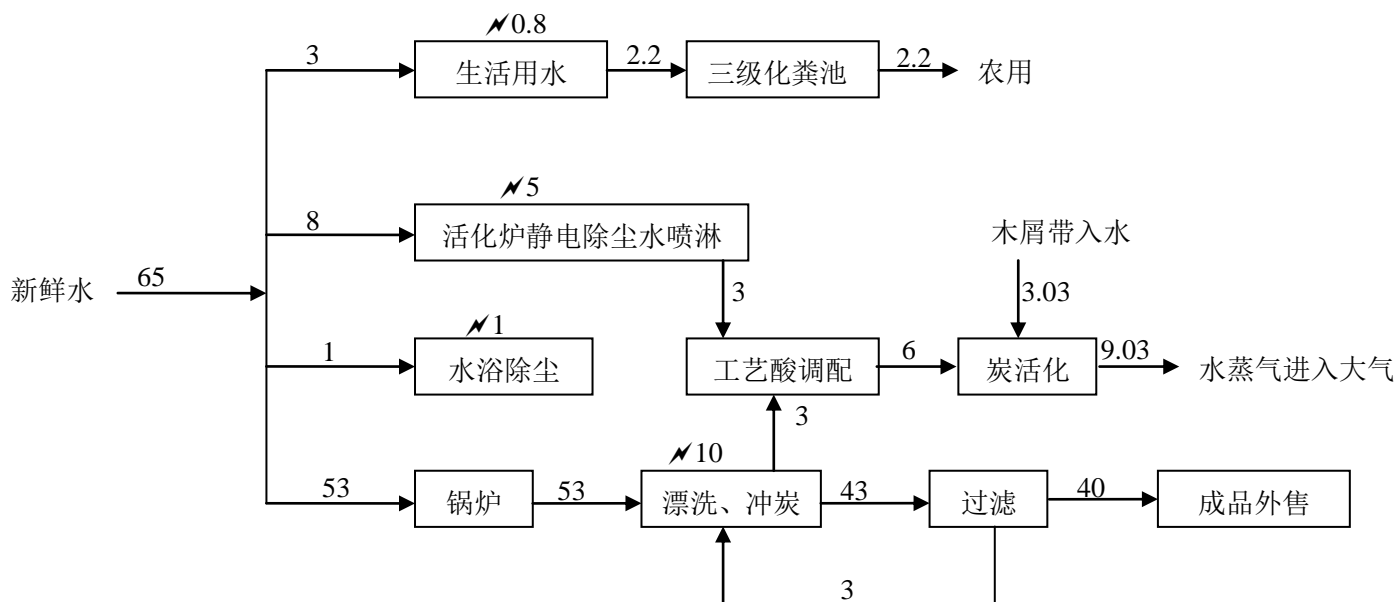 0.8
3
生活用水
2.2
三级化粪池
2.2
农用
5
8
活化炉静电除尘水喷淋
木屑带入水
新鲜水
65
3
3.03
1
1
水浴除尘
工艺酸调配
6
炭活化
9.03
水蒸气进入大气
3
10
53
锅炉
53
漂洗、冲炭
43
过滤
40
成品外售
3